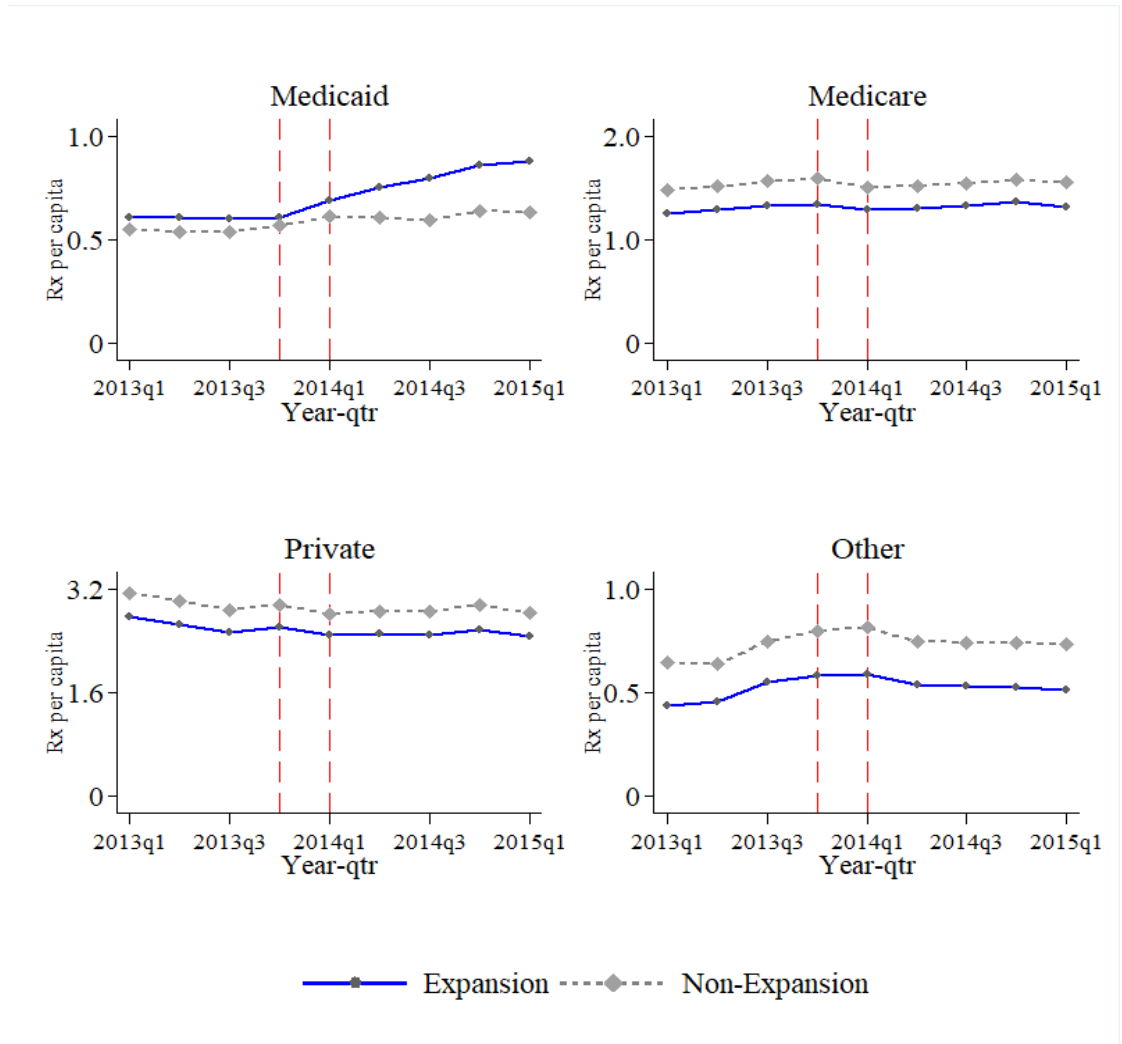 Medicaid
Rx per capita
1.0
0.5
0
2013q1 2013q3 2014q1 2014q3 2015q1
Year-qtr
Medicare
Rx per capita
2.0
1.0
0
2013q1 2013q3 2014q1 2014q3 2015q1
Year-qtr
Private
Rx per capita
3.2
1.6
0
2013q1 2013q3 2014q1 2014q3 2015q1
Year-qtr
Other
Rx per capita
1.0
0.5
0
2013q1 2013q3 2014q1 2014q3 2015q1
Year-qtr
Expansion Non-Expansion